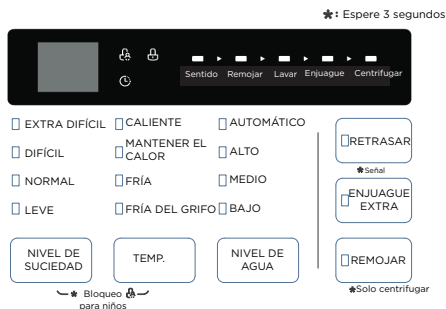 ✱: Espere 3 segundos
Sentido Remojar Lavar Enjuague Centrifugar
EXTRA DIFÍCIL CALIENTE AUTOMÁTICO
DIFÍCIL MANTENER EL CALOR ALTO
NORMAL FRÍA MEDIO
LEVE FRÍA DEL GRIFO BAJO
NIVEL DE
SUCIEDAD
TEMP.
NIVEL DE
AGUA
✱ Bloqueo
para niños
RETRASAR
✱Señal
ENJUAGUE
EXTRA
REMOJAR
✱Solo centrifugar